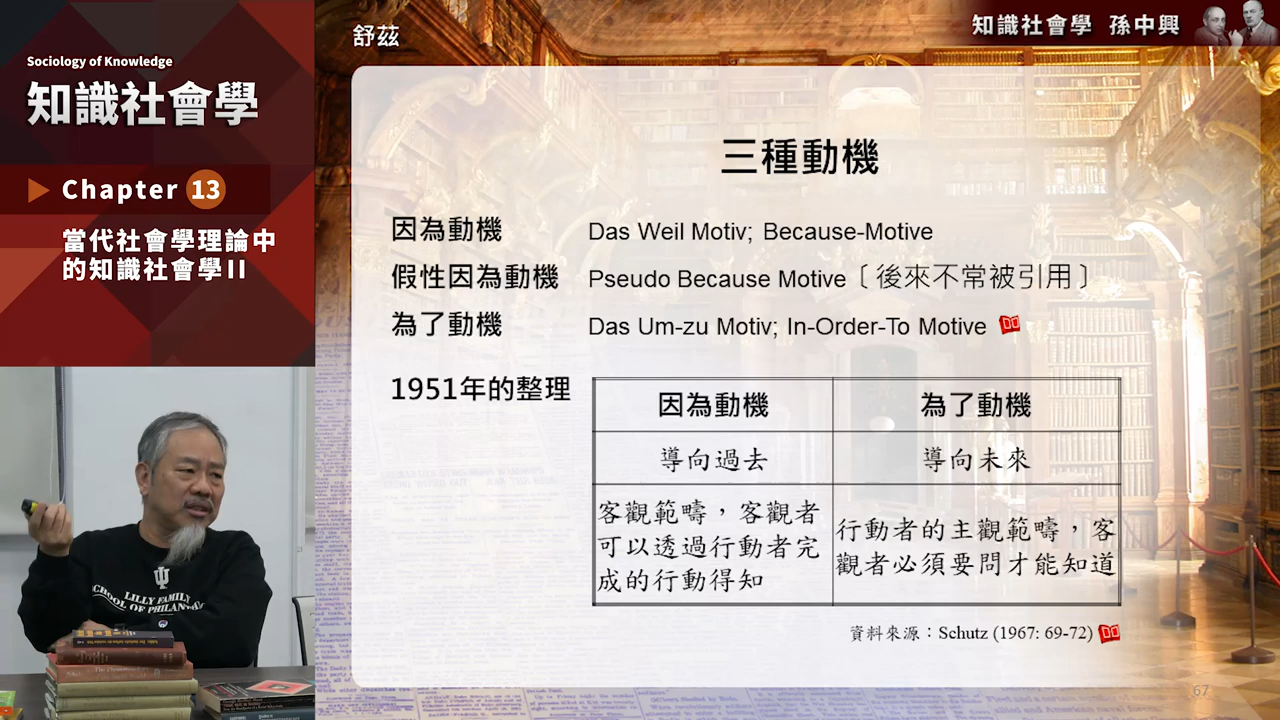 Sociology of Knowledge
知識社會學
Chapter 13
當代社會學理論中
的知識社會學II
舒茲
知識社會學 孫中興
三種動機
因為動機 Das Weil Motiv; Because-Motive
假性因為動機 Pseudo Because Motive〔後來不常被引用〕
為了動機 Das Um-zu Motiv; In-Order-To Motive
1951年的整理
因為動機 為了動機
導向過去 導向未來
客觀範疇，客觀者
可以透過行動者完
成的行動得知
行動者的主觀範疇，客
觀者必須要問才能知道
資料來源：Schutz (1967: 69-72)
67
LILLY FAMILY
SCHOOL OF PHILANTH